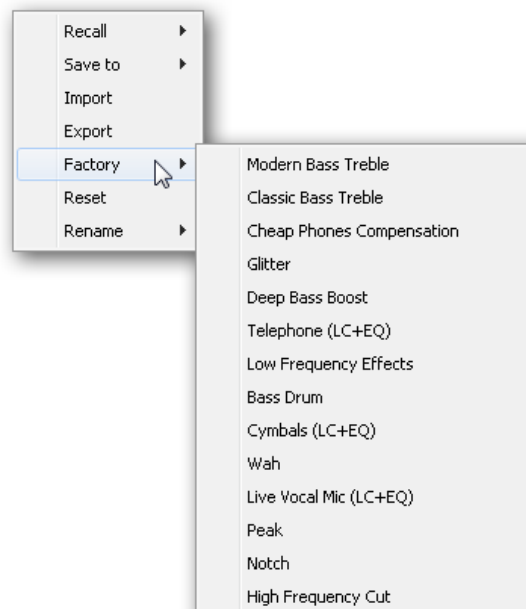 Recall
Save to
Import
Export
Factory
Reset
Rename
Modern Bass Treble
Classic Bass Treble
Cheap Phones Compensation
Glitter
Deep Bass Boost
Telephone (LC+EQ)
Low Frequency Effects
Bass Drum
Cymbals (LC+EQ)
Wah
Live Vocal Mic (LC+EQ)
Peak
Notch
High Frequency Cut